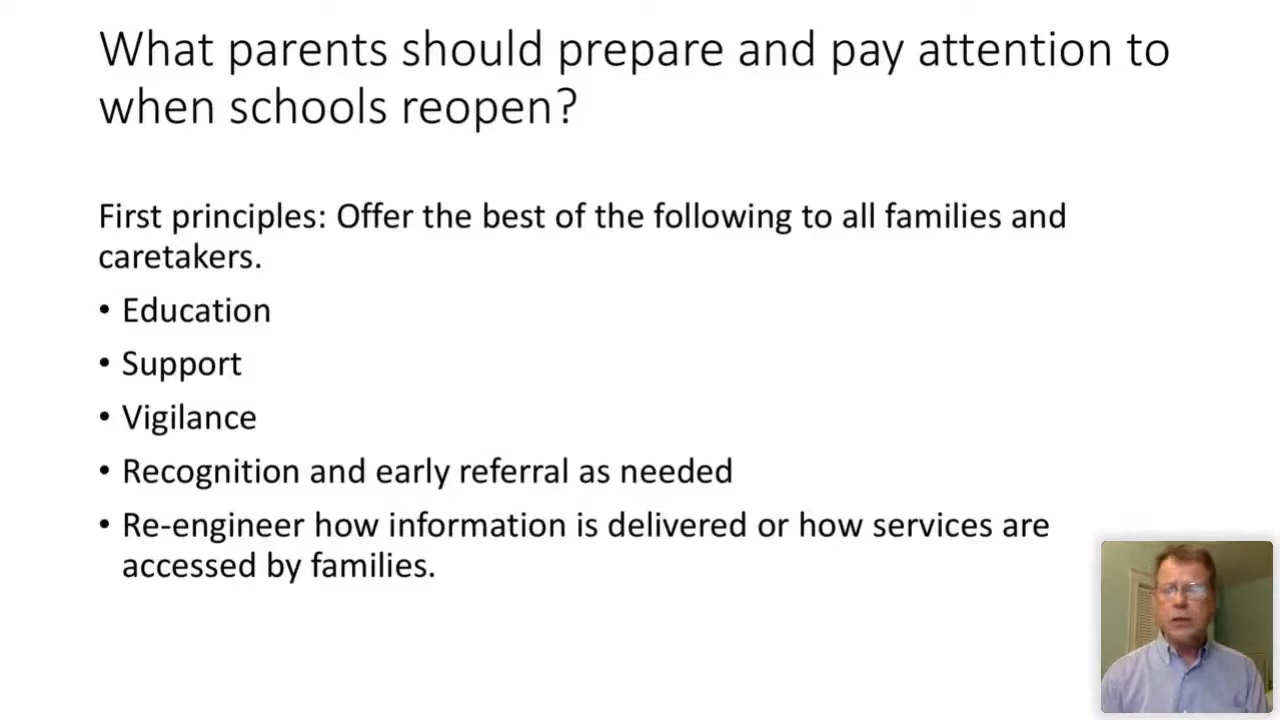 What parents should prepare and pay attention to
when schools reopen?
First principles: Offer the best of the following to all families and
caretakers.
• Education
• Support
• Vigilance
• Recognition and early referral as needed
• Re-engineer how information is delivered or how services are
accessed by families.